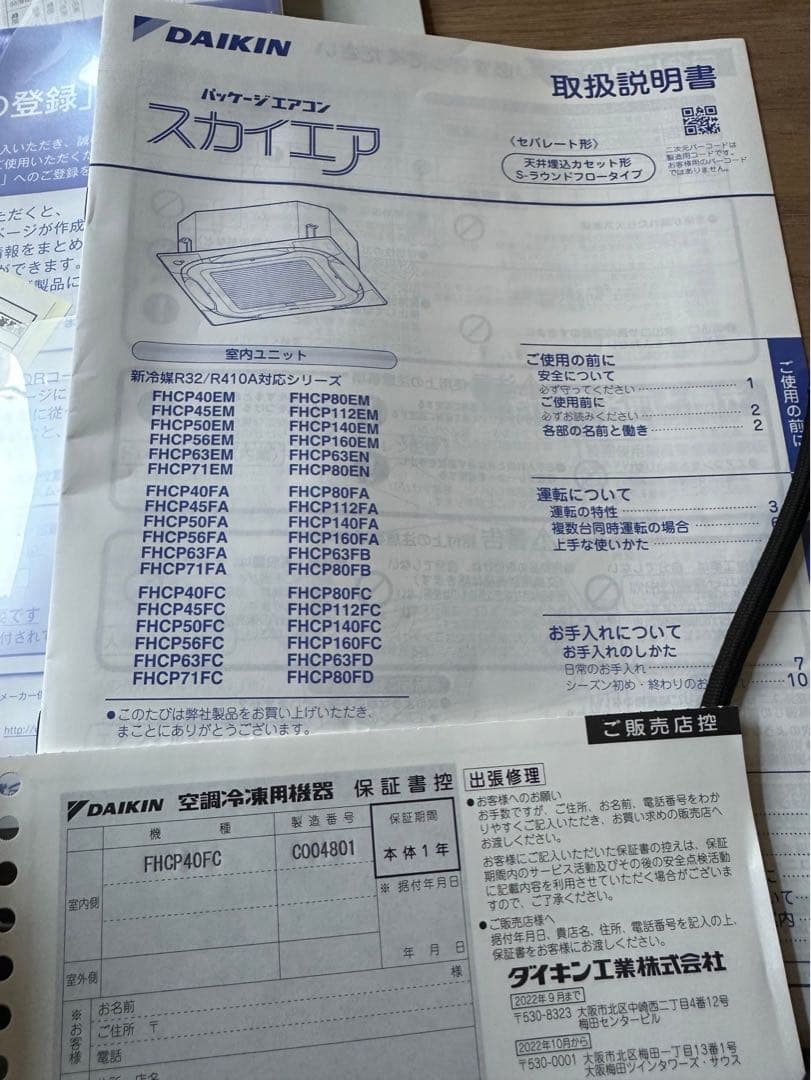 の登録」
DAIKIN
取扱説明書
パッケージエアコン
スカイエア
〈セパレート形〉
天井埋込カセット形
S-ラウンドフロータイプ
二次元バーコードは
製造用コードです。
お客様用のバーコード
ではありません。
室内ユニット
新冷媒R32/R410A対応シリーズ
FHCP40EM FHCP80EM
FHCP45EM FHCP112EM
FHCP50EM FHCP140EM
FHCP56EM FHCP160EM
FHCP63EM FHCP63EN
FHCP71EM FHCP80EN
FHCP40FA FHCP80FA
FHCP45FA FHCP112FA
FHCP50FA FHCP140FA
FHCP56FA FHCP160FA
FHCP63FA FHCP63FB
FHCP71FA FHCP80FB
FHCP40FC FHCP80FC
FHCP45FC FHCP112FC
FHCP50FC FHCP140FC
FHCP56FC FHCP160FC
FHCP63FC FHCP63FD
FHCP71FC FHCP80FD
●このたびは弊社製品をお買い上げいただき、
まことにありがとうございます。
ご使用の前に
安全について
必ず守ってください 1
ご使用前に
必ずお読みください 2
各部の名前と働き 2
運転について
運転の特性 3
複数台同時運転の場合
上手な使いかた
お手入れについて
お手入れのしかた
日常のお手入れ 7
シーズン初め・終わりのお 10
ご使用の前に
ご販売店控
DAIKIN 空調冷凍用機器 保証書控
機種 製造番号 保証期間
室内側 FHCP40FC C004801 本体1年
※据付年月日
年 月 日
室外側
様
※お客様
お名前
ご住所 〒
電話
出張修理
●お客様へのお願い
お手数ですが、ご住所、お名前、電話番号をわか
りやすくご記入いただき、お買い求めの販売店へ
お渡しください。
お客様にご記入いただいた保証書の控えは、保証
期間内のサービス活動及びその後の安全点検活動
に記載内容を利用させていただく場合がございま
すので、ご了承ください。
●ご販売店様へ
据付年月日、貴店名、住所、電話番号を記入の上、
保証書をお客様にお渡しください。
ダイキン工業株式会社
2022年9月まで
〒530-8323 大阪市北区中崎西二丁目4番12号
梅田センタービル
2022年10月から
〒530-0001 大阪市北区梅田一丁目13番1号
大阪梅田ツインタワーズ・サウス